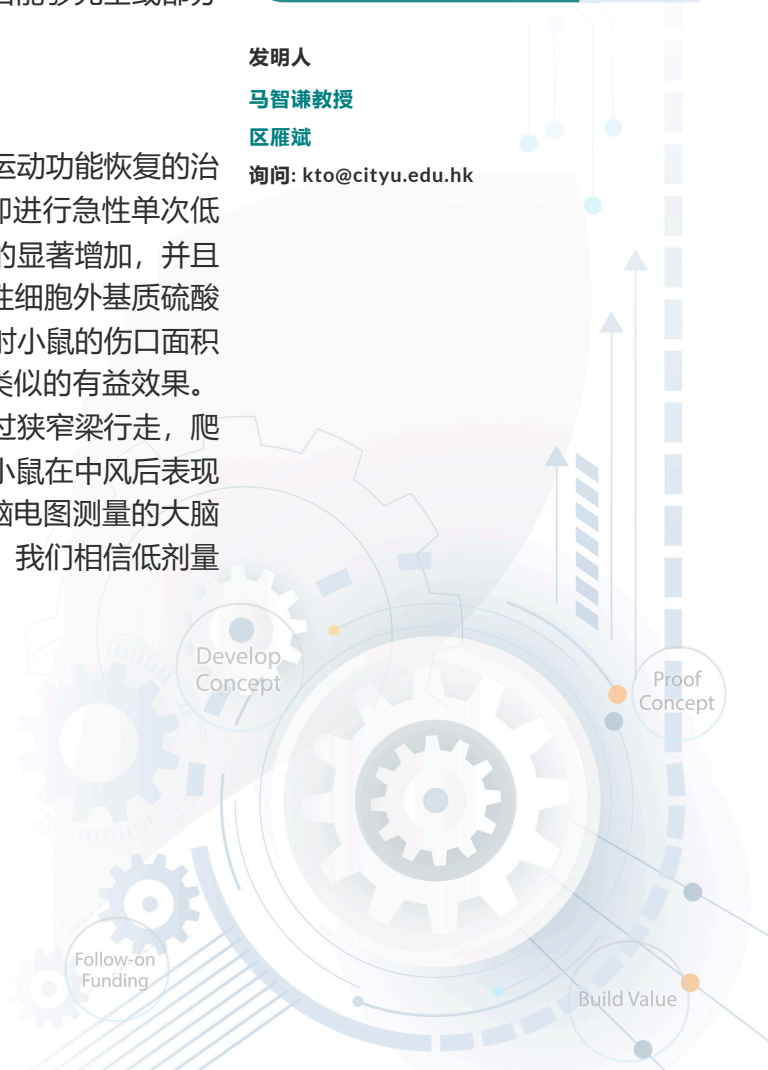 发明人
马智谦教授
区雁斌
询问: kto@cityu.edu.hk
运动功能恢复的治
即进行急性单次低
的显著增加，并且
性细胞外基质硫酸
射小鼠的伤口面积
类似的有益效果。
过狭窄梁行走，爬
小鼠在中风后表现
脑电图测量的大脑
我们相信低剂量
Develop
Concept
Proof
Concept
Follow-on
Funding
Build Value